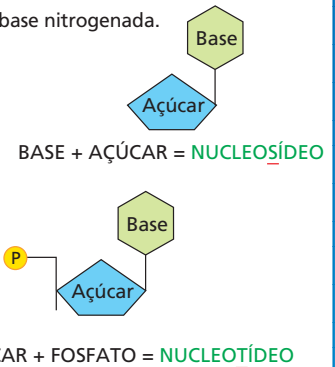 base nitrogenada.
Base
Açúcar
BASE + AÇÚCAR = NUCLEOSÍDEO
Base
P
Açúcar
CAR + FOSFATO = NUCLEOTÍDEO